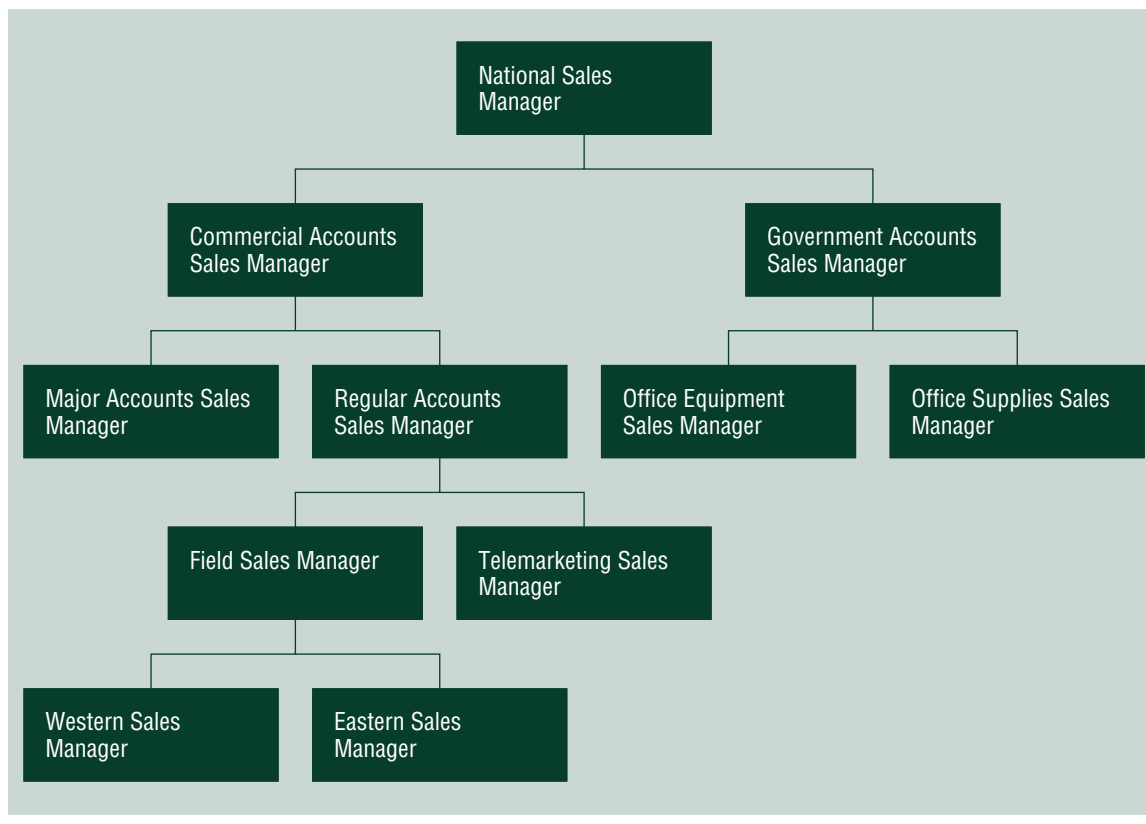 National Sales
Manager
Commercial Accounts
Sales Manager
Government Accounts
Sales Manager
Major Accounts Sales
Manager
Regular Accounts
Sales Manager
Office Equipment
Sales Manager
Office Supplies Sales
Manager
Field Sales Manager
Telemarketing Sales
Manager
Western Sales
Manager
Eastern Sales
Manager